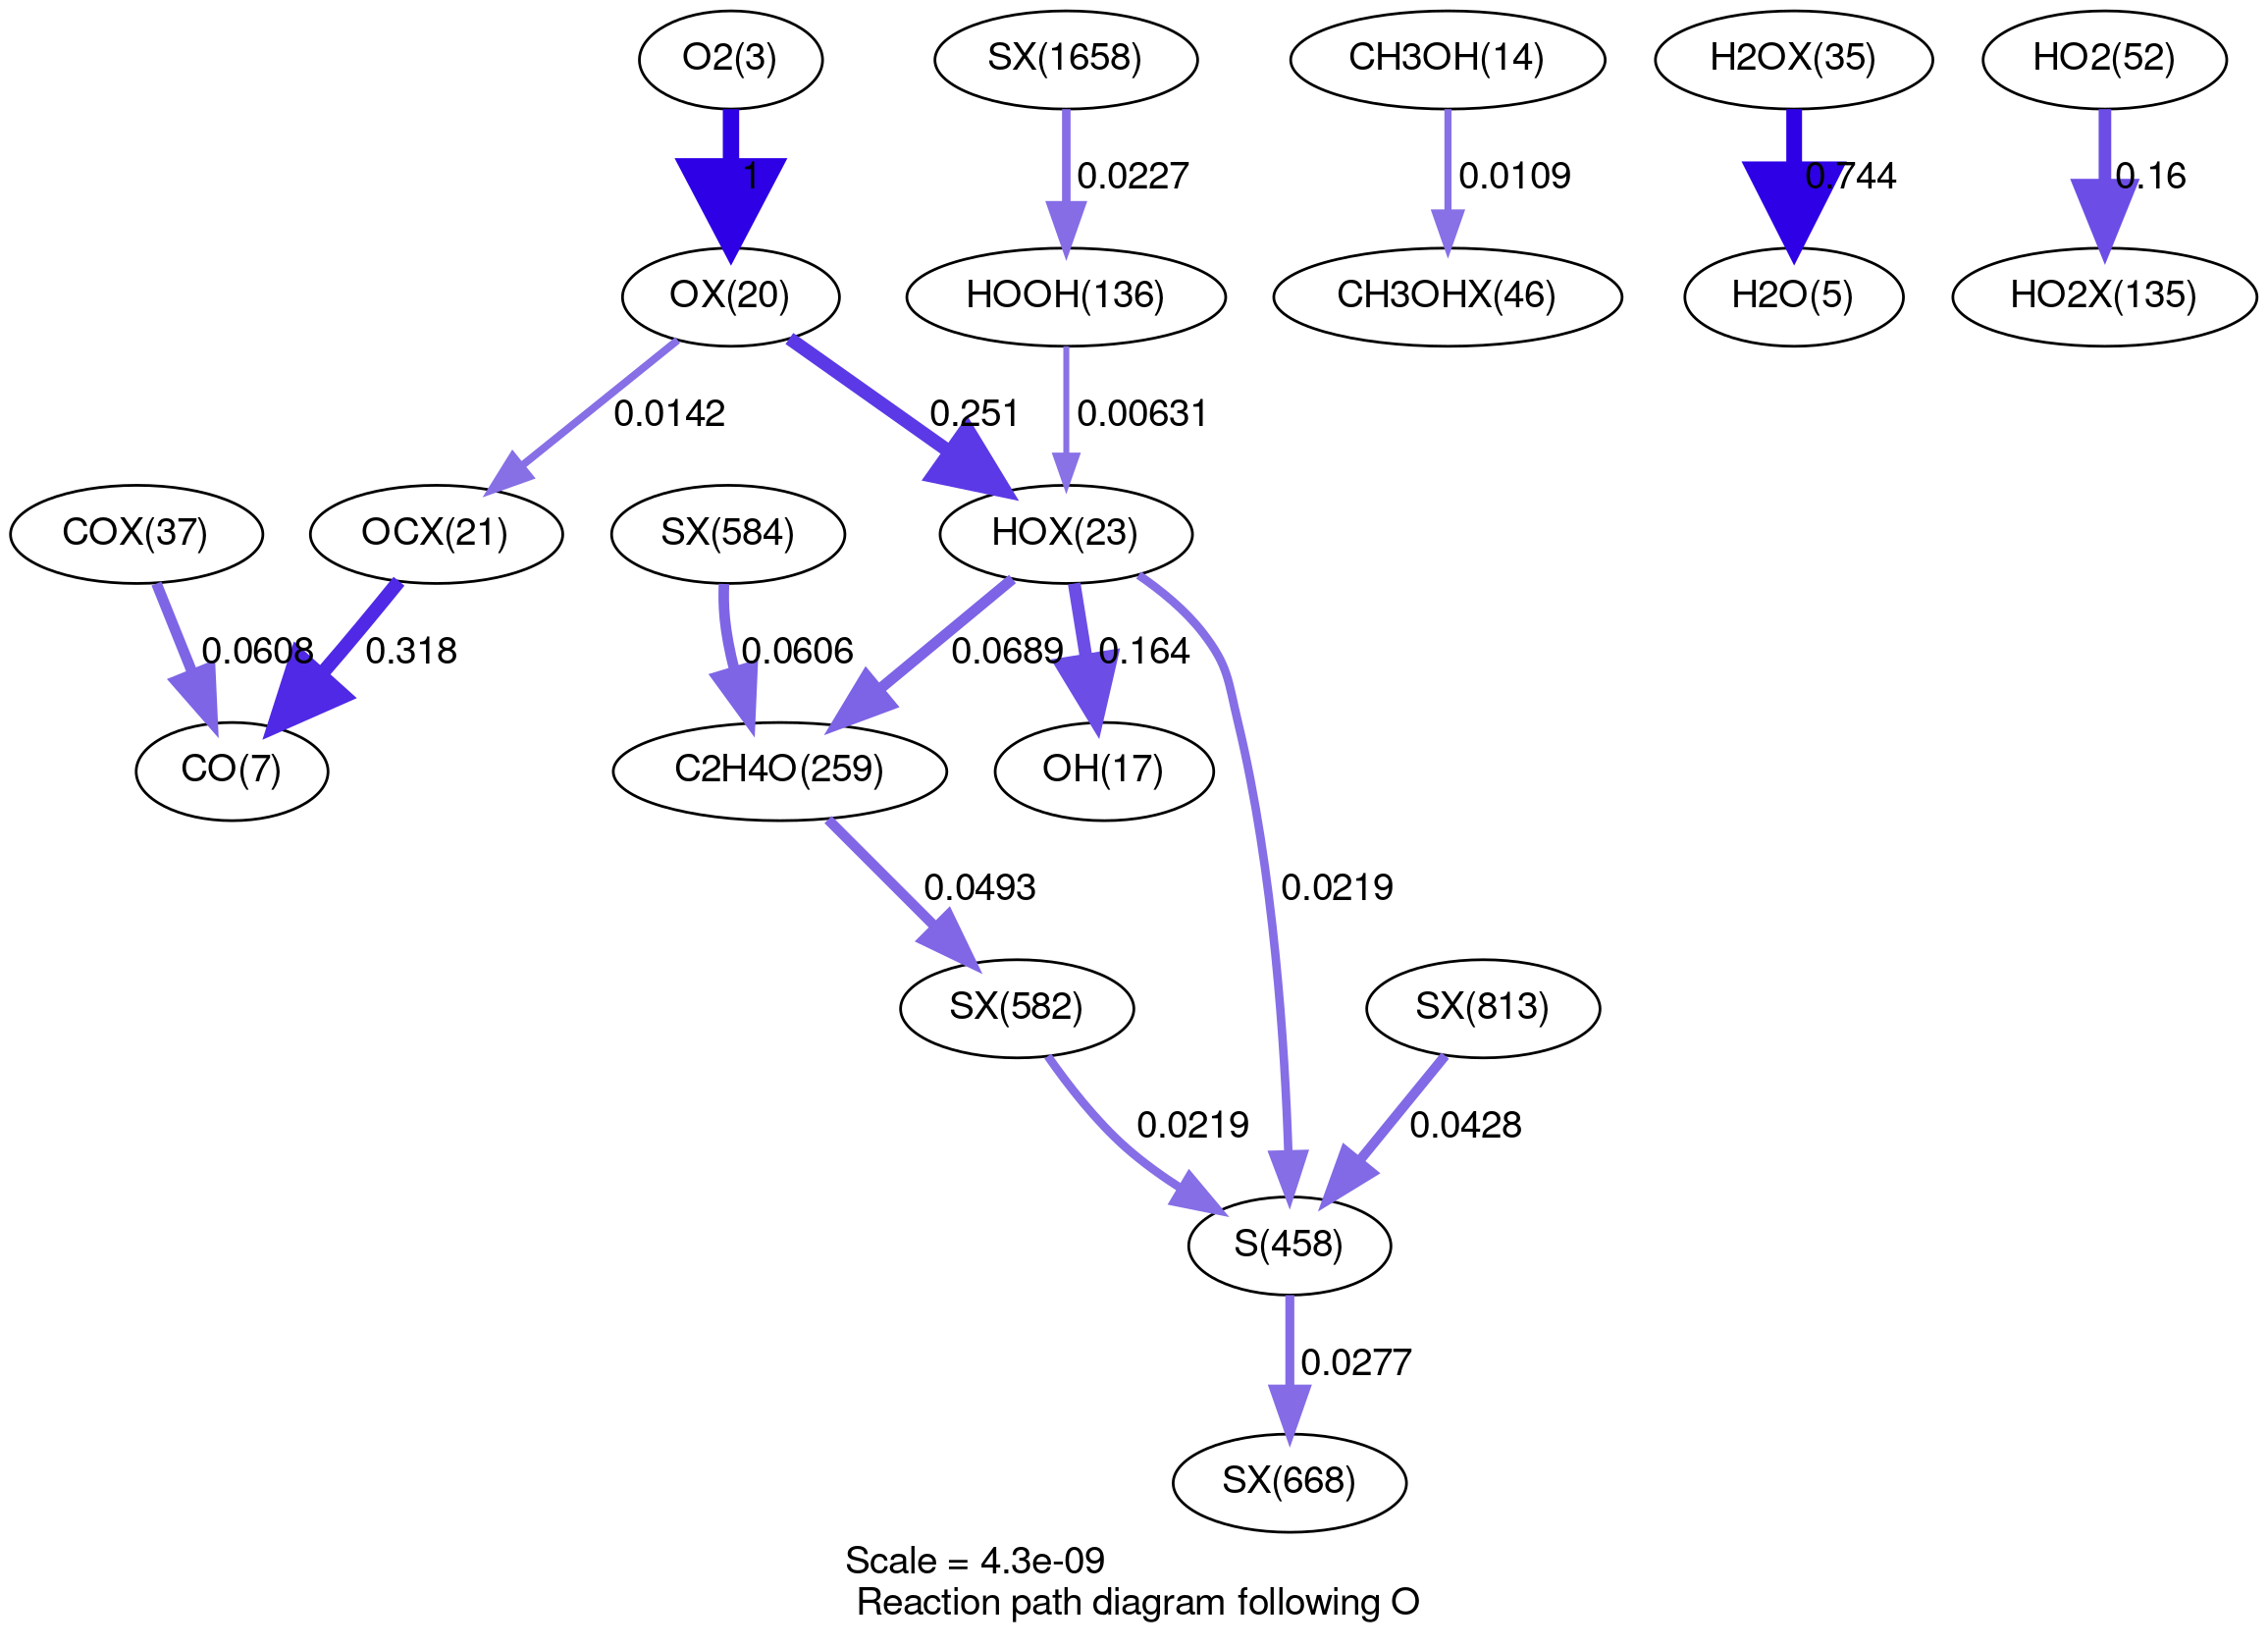 O2(3)
SX(1658)
CH3OH(14)
H2OX(35)
HO2(52)
1
0.0227
0.0109
0.744
0.16
OX(20)
HOOH(136)
CH3OHX(46)
H2O(5)
HO2X(135)
0.0142
0.251
0.00631
COX(37)
OCX(21)
SX(584)
HOX(23)
0.0608
0.318
0.0606
0.0689
0.164
CO(7)
C2H4O(259)
OH(17)
0.0493
0.0219
SX(582)
SX(813)
0.0219
0.0428
S(458)
0.0277
SX(668)
Scale = 4.3e-09
Reaction path diagram following O